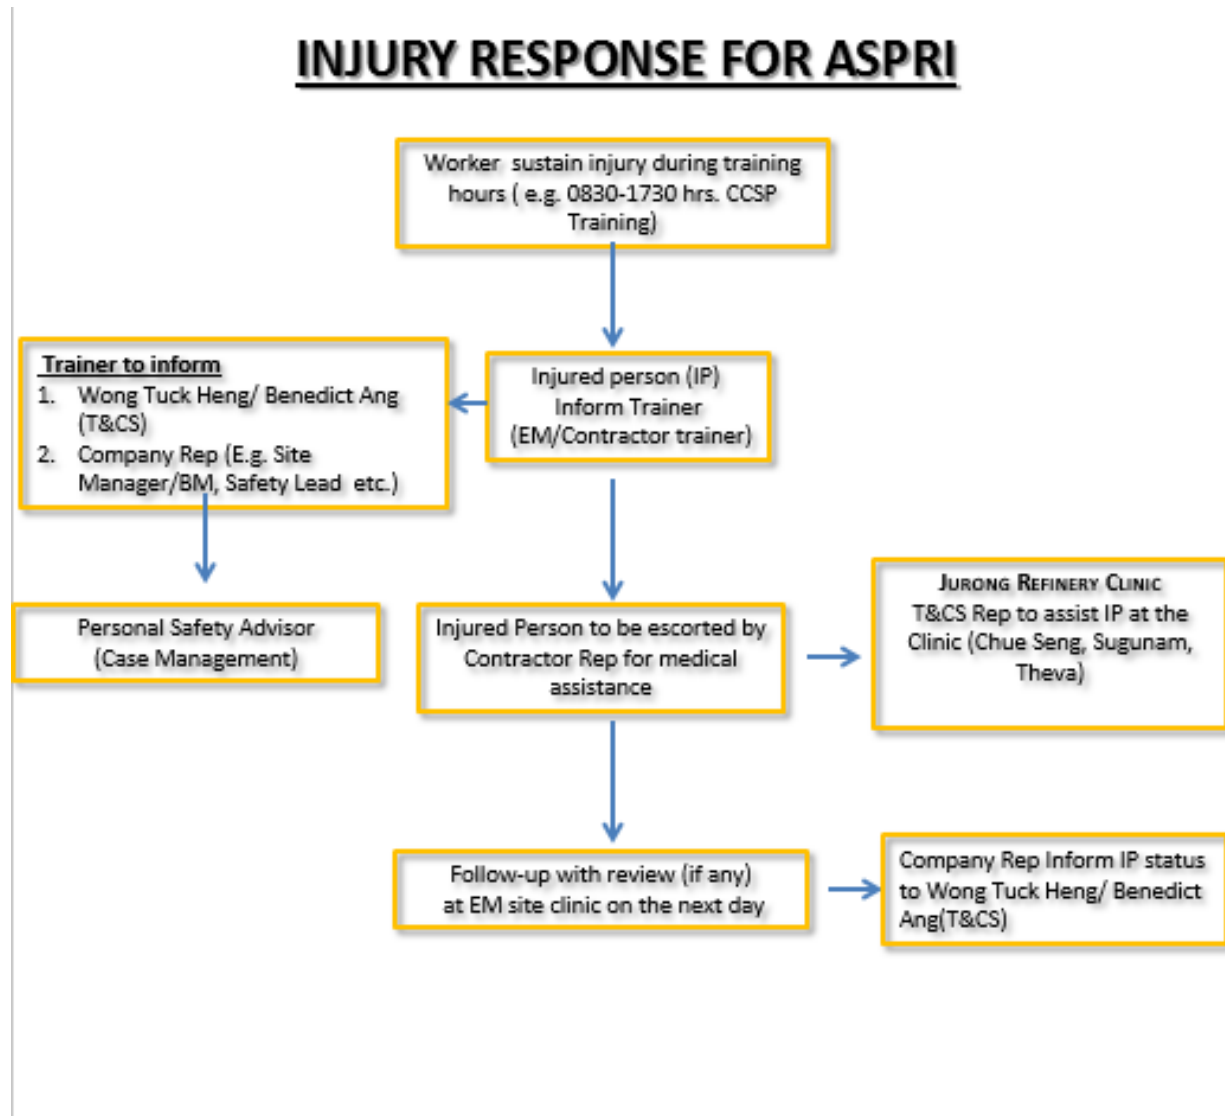 INJURY RESPONSE FOR ASPRI
Worker sustain injury during training
hours ( e.g. 0830-1730 hrs. CCSP
Training)
Trainer to inform
1. Wong Tuck Heng/ Benedict Ang
(T&CS)
2. Company Rep (E.g. Site
Manager/BM, Safety Lead etc.)
Injured person (IP)
Inform Trainer
(EM/Contractor trainer)
Personal Safety Advisor
(Case Management)
Injured Person to be escorted by
Contractor Rep for medical
assistance
JURONG REFINERY CLINIC
T&CS Rep to assist IP at the
Clinic (Chue Seng, Sugunam,
Theva)
Follow-up with review (if any)
at EM site clinic on the next day
Company Rep Inform IP status
to Wong Tuck Heng/ Benedict
Ang(T&CS)